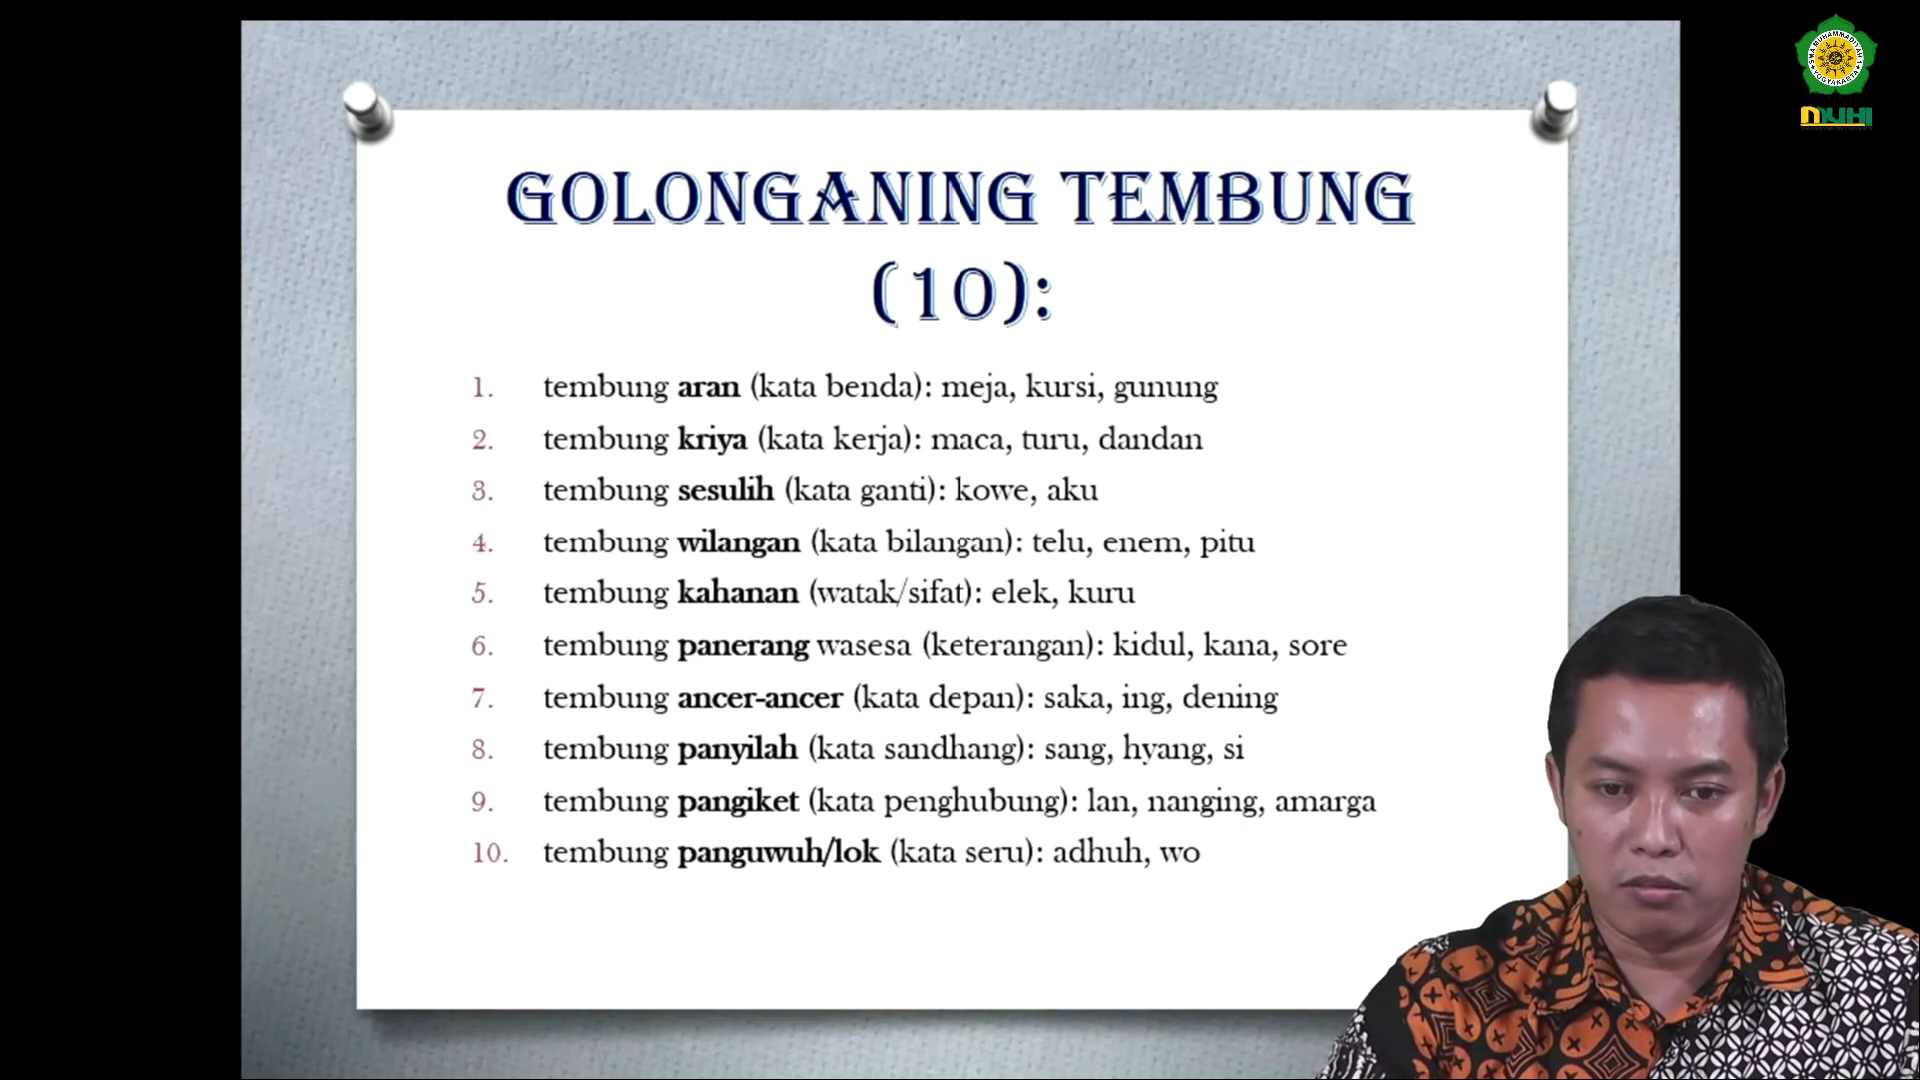 SMA MUHAMMADIYAH 1
YOGYAKARTA
MUHI
GOLONGANING TEMBUNG
(10):
1. tembung aran (kata benda): meja, kursi, gunung
2. tembung kriya (kata kerja): maca, turu, dandan
3. tembung sesulih (kata ganti): kowe, aku
4. tembung wilangan (kata bilangan): telu, enem, pitu
5. tembung kahanan (watak/sifat): elek, kuru
6. tembung panerang wasesa (keterangan): kidul, kana, sore
7. tembung ancer-ancer (kata depan): saka, ing, dening
8. tembung panyilah (kata sandhang): sang, hyang, si
9. tembung pangiket (kata penghubung): lan, nanging, amarga
10. tembung panguwuh/lok (kata seru): adhuh, wo